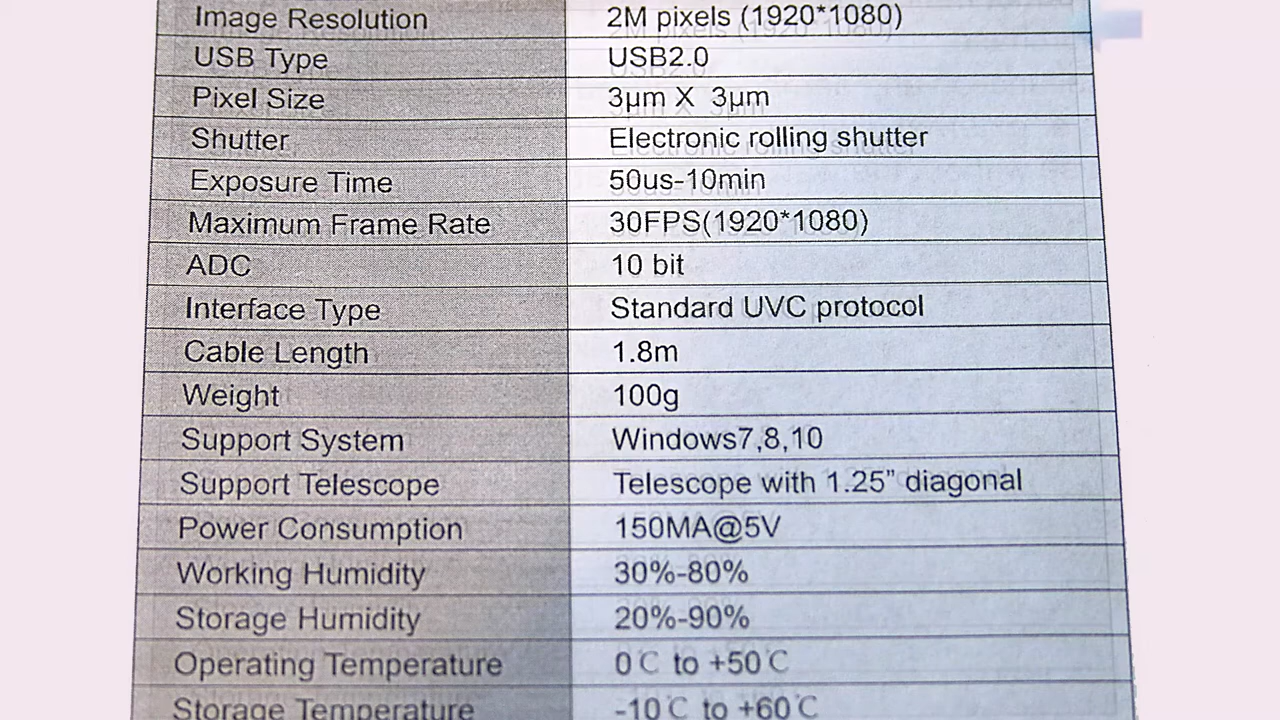 Image Resolution 2M pixels (1920*1080)
USB Type USB2.0
Pixel Size 3μm X 3μm
Shutter Electronic rolling shutter
Exposure Time 50us-10min
Maximum Frame Rate 30FPS(1920*1080)
ADC 10 bit
Interface Type Standard UVC protocol
Cable Length 1.8m
Weight 100g
Support System Windows7,8,10
Support Telescope Telescope with 1.25” diagonal
Power Consumption 150MA@5V
Working Humidity 30%-80%
Storage Humidity 20%-90%
Operating Temperature 0℃ to +50℃
Storage Temperature -10℃ to +60℃